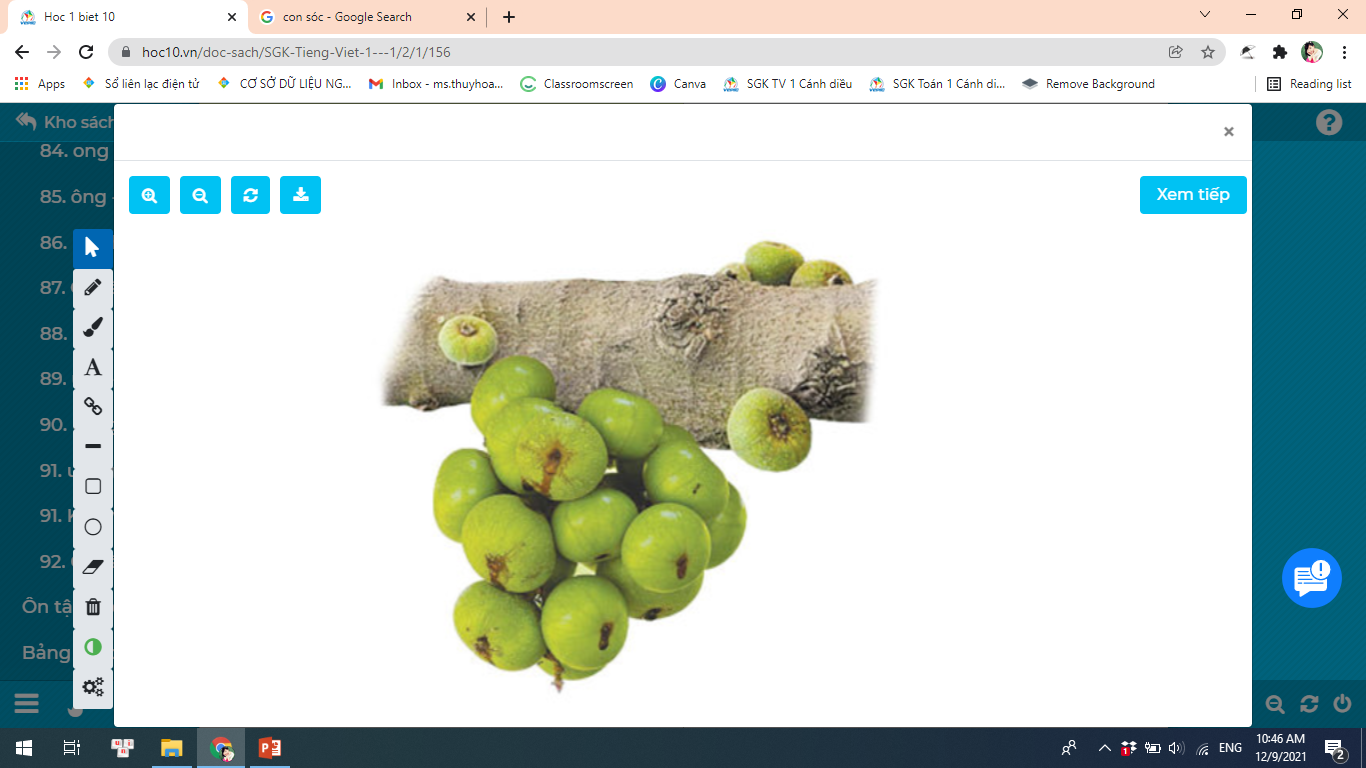 Hoc 1 biet 10
con sóc - Google Search
hoc10.vn/doc-sach/SGK-Tieng-Viet-1---1/2/1/156
Apps
Sổ liên lạc điện tử
CƠ SỞ DỮ LIỆU NG...
Inbox - ms.thuyhoa...
Classroomscreen
Canva
SGK TV 1 Cánh diều
SGK Toán 1 Cánh di...
Remove Background
Reading list
Kho sách
84. ong
85. ông
86.
87.
88.
89.
90.
91.
91.
92.
Ôn tậ
Bảng
A
Xem tiếp
ENG
10:46 AM
12/9/2021
2
1